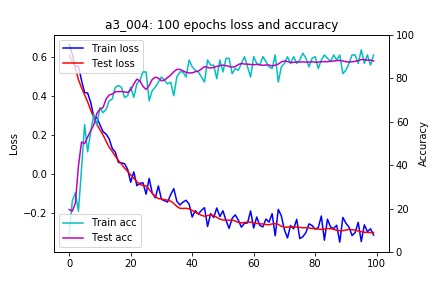 a3_004: 100 epochs loss and accuracy
Train loss
Test loss
Train acc
Test acc
Loss
Accuracy
0.6
0.4
0.2
0.0
−0.2
100
80
60
40
20
0
0
20
40
60
80
100